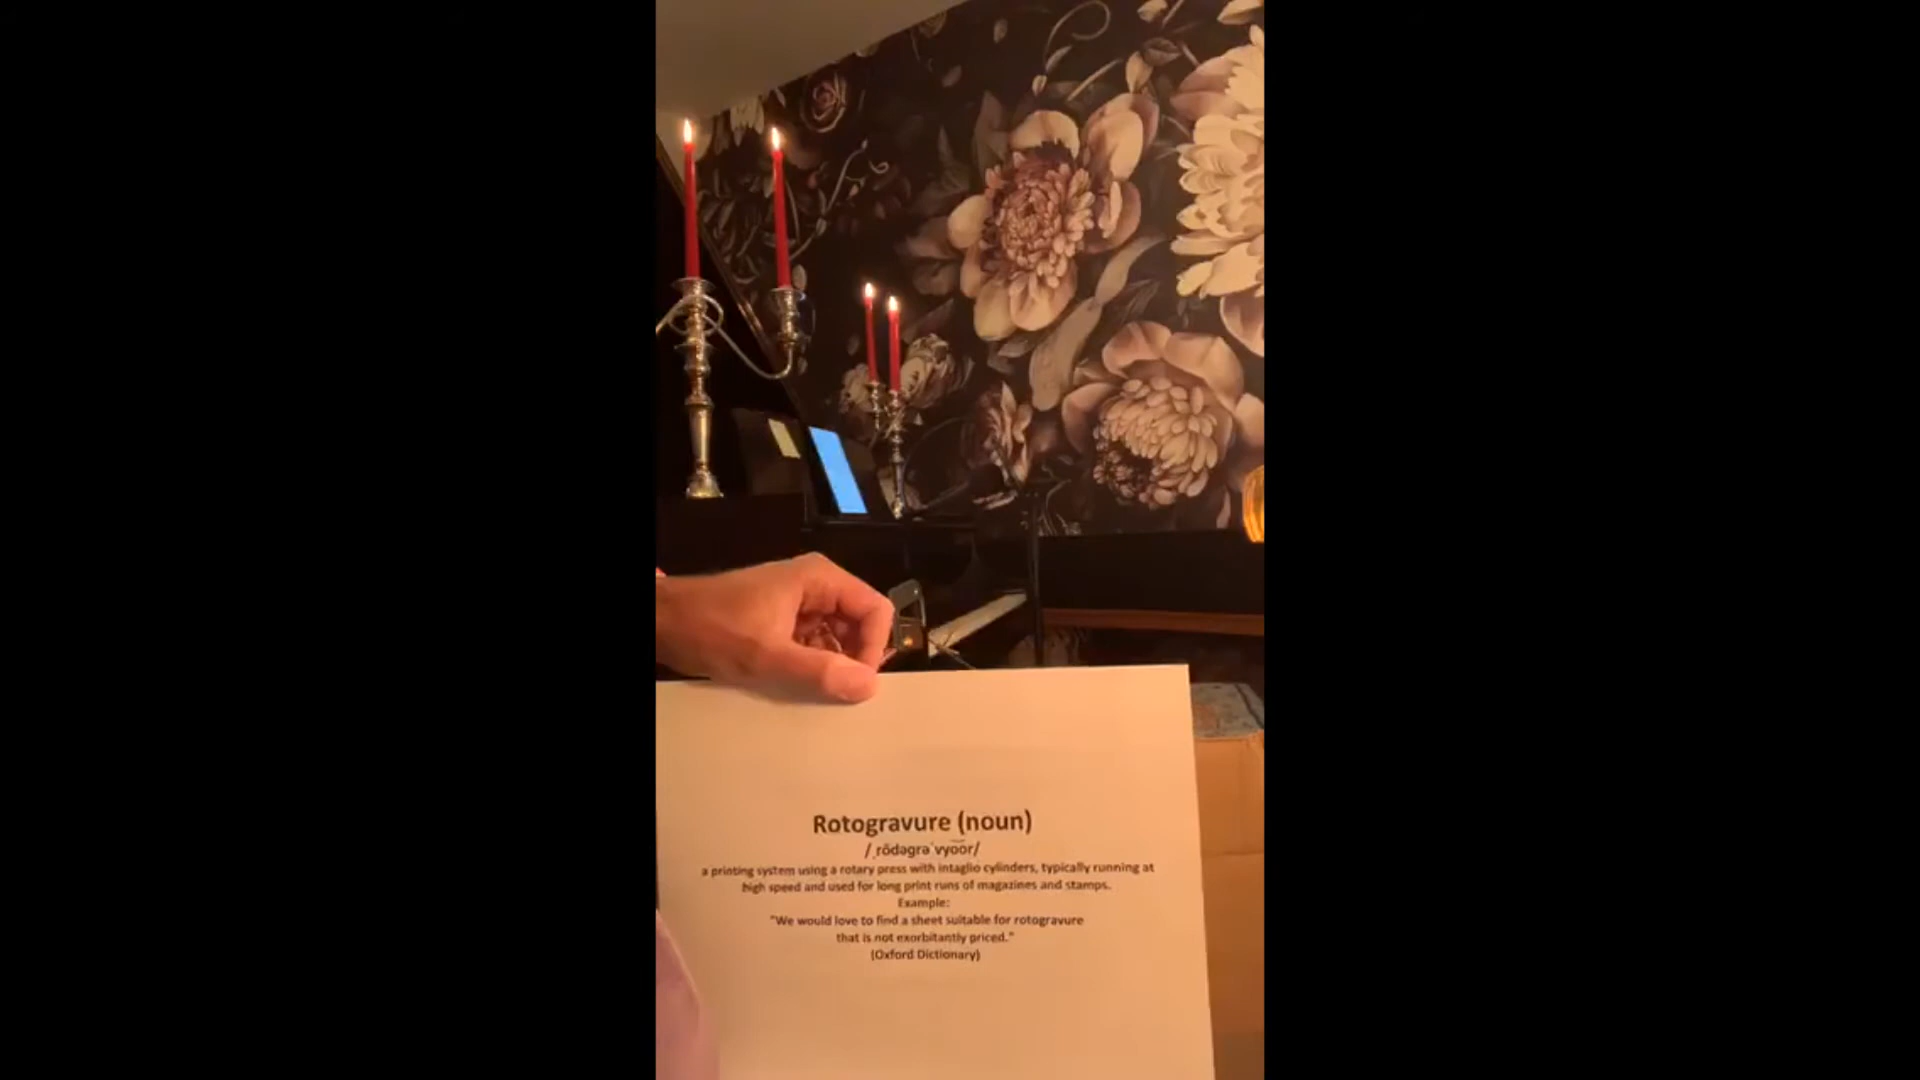 Rotogravure (noun)
/ˌrōdəɡrəˈvyo͝or/
a printing system using a rotary press with intaglio cylinders, typically running at
high speed and used for long print runs of magazines and stamps.
Example:
"We would love to find a sheet suitable for rotogravure
that is not exorbitantly priced."
(Oxford Dictionary)